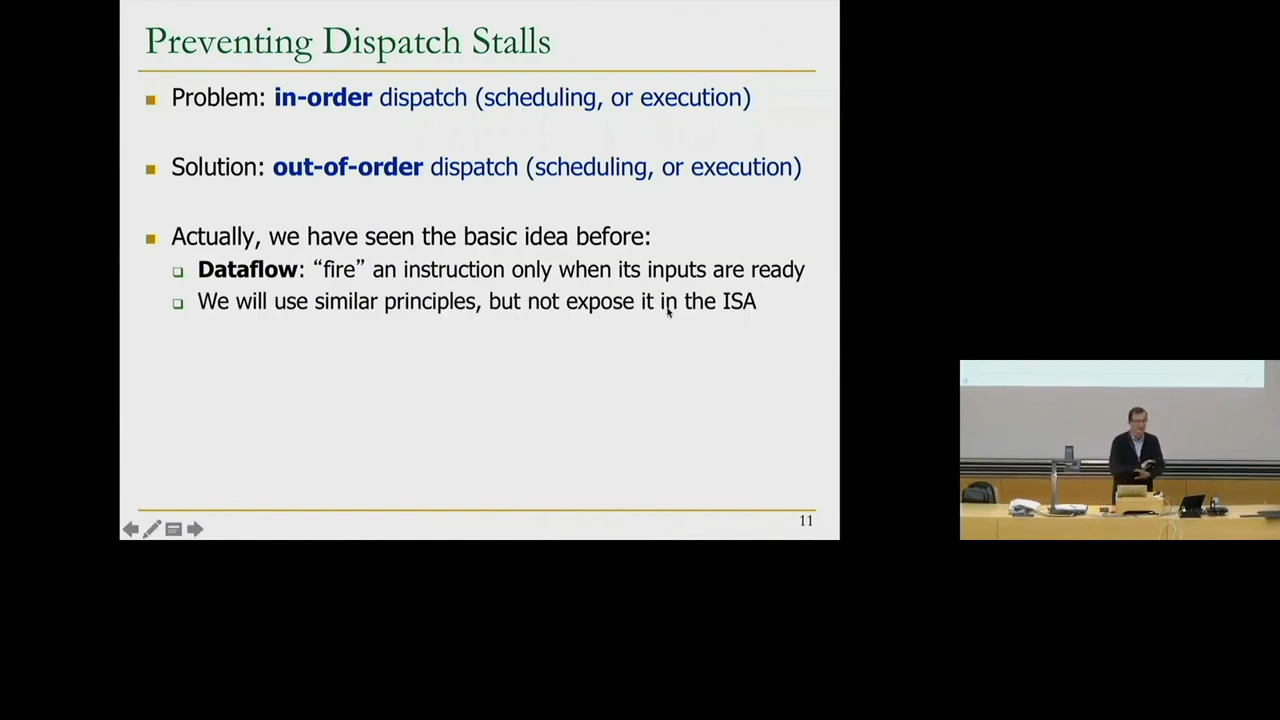 Preventing Dispatch Stalls
Problem: in-order dispatch (scheduling, or execution)
Solution: out-of-order dispatch (scheduling, or execution)
Actually, we have seen the basic idea before:
Dataflow: “fire” an instruction only when its inputs are ready
We will use similar principles, but not expose it in the ISA
11